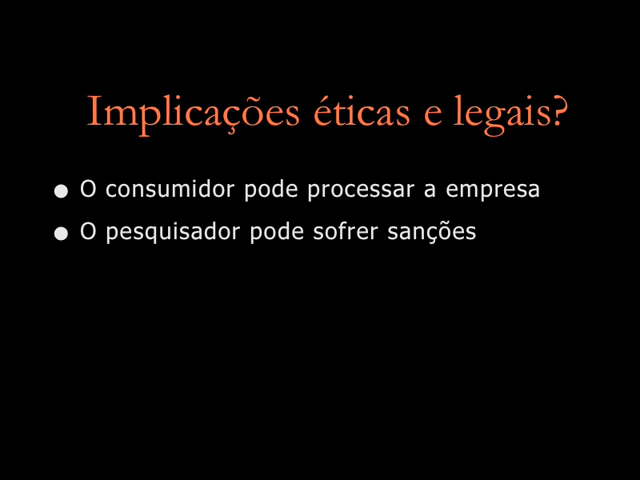 Implicações éticas e legais?
• O consumidor pode processar a empresa
• O pesquisador pode sofrer sanções